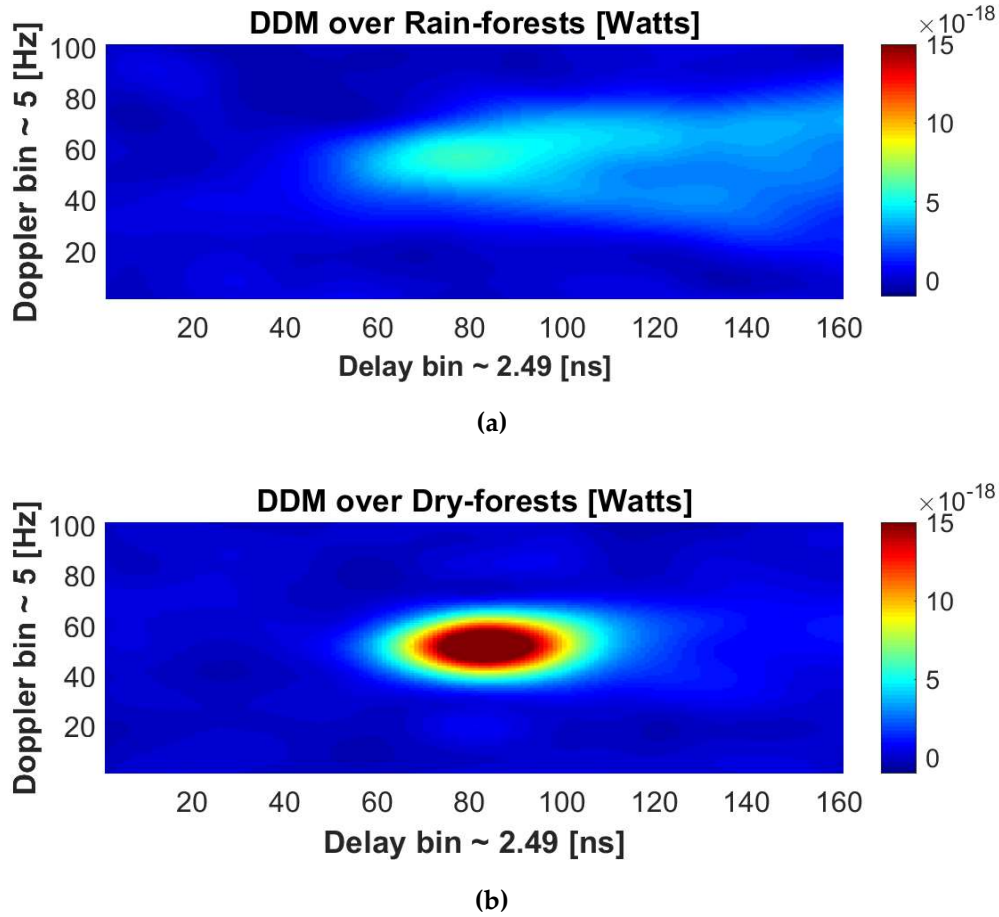 DDM over Rain-forests [Watts]
×10-18
Doppler bin ~ 5 [Hz]
100
80
60
40
20
15
10
5
0
20 40 60 80 100 120 140 160
Delay bin ~ 2.49 [ns]
(a)
DDM over Dry-forests [Watts]
×10-18
Doppler bin ~ 5 [Hz]
100
80
60
40
20
15
10
5
0
20 40 60 80 100 120 140 160
Delay bin ~ 2.49 [ns]
(b)